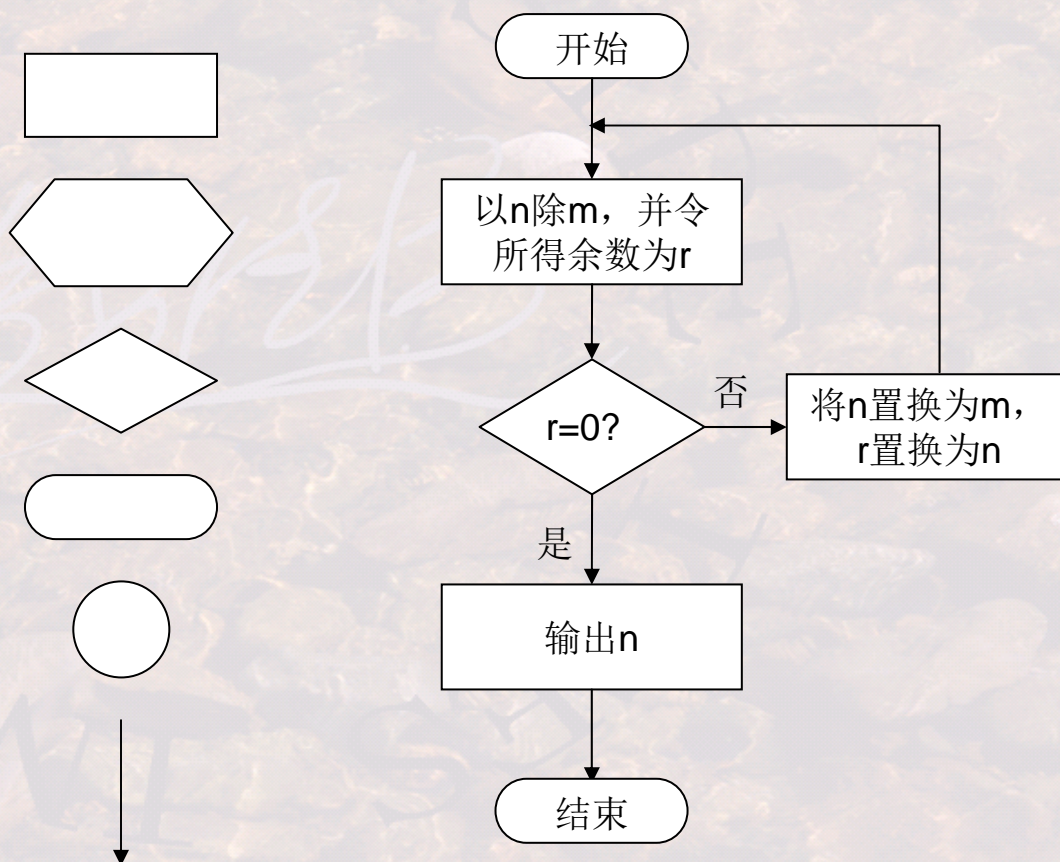 开始
以n除m，并令
所得余数为r
r=0?
否
将n置换为m，
r置换为n
是
输出n
结束